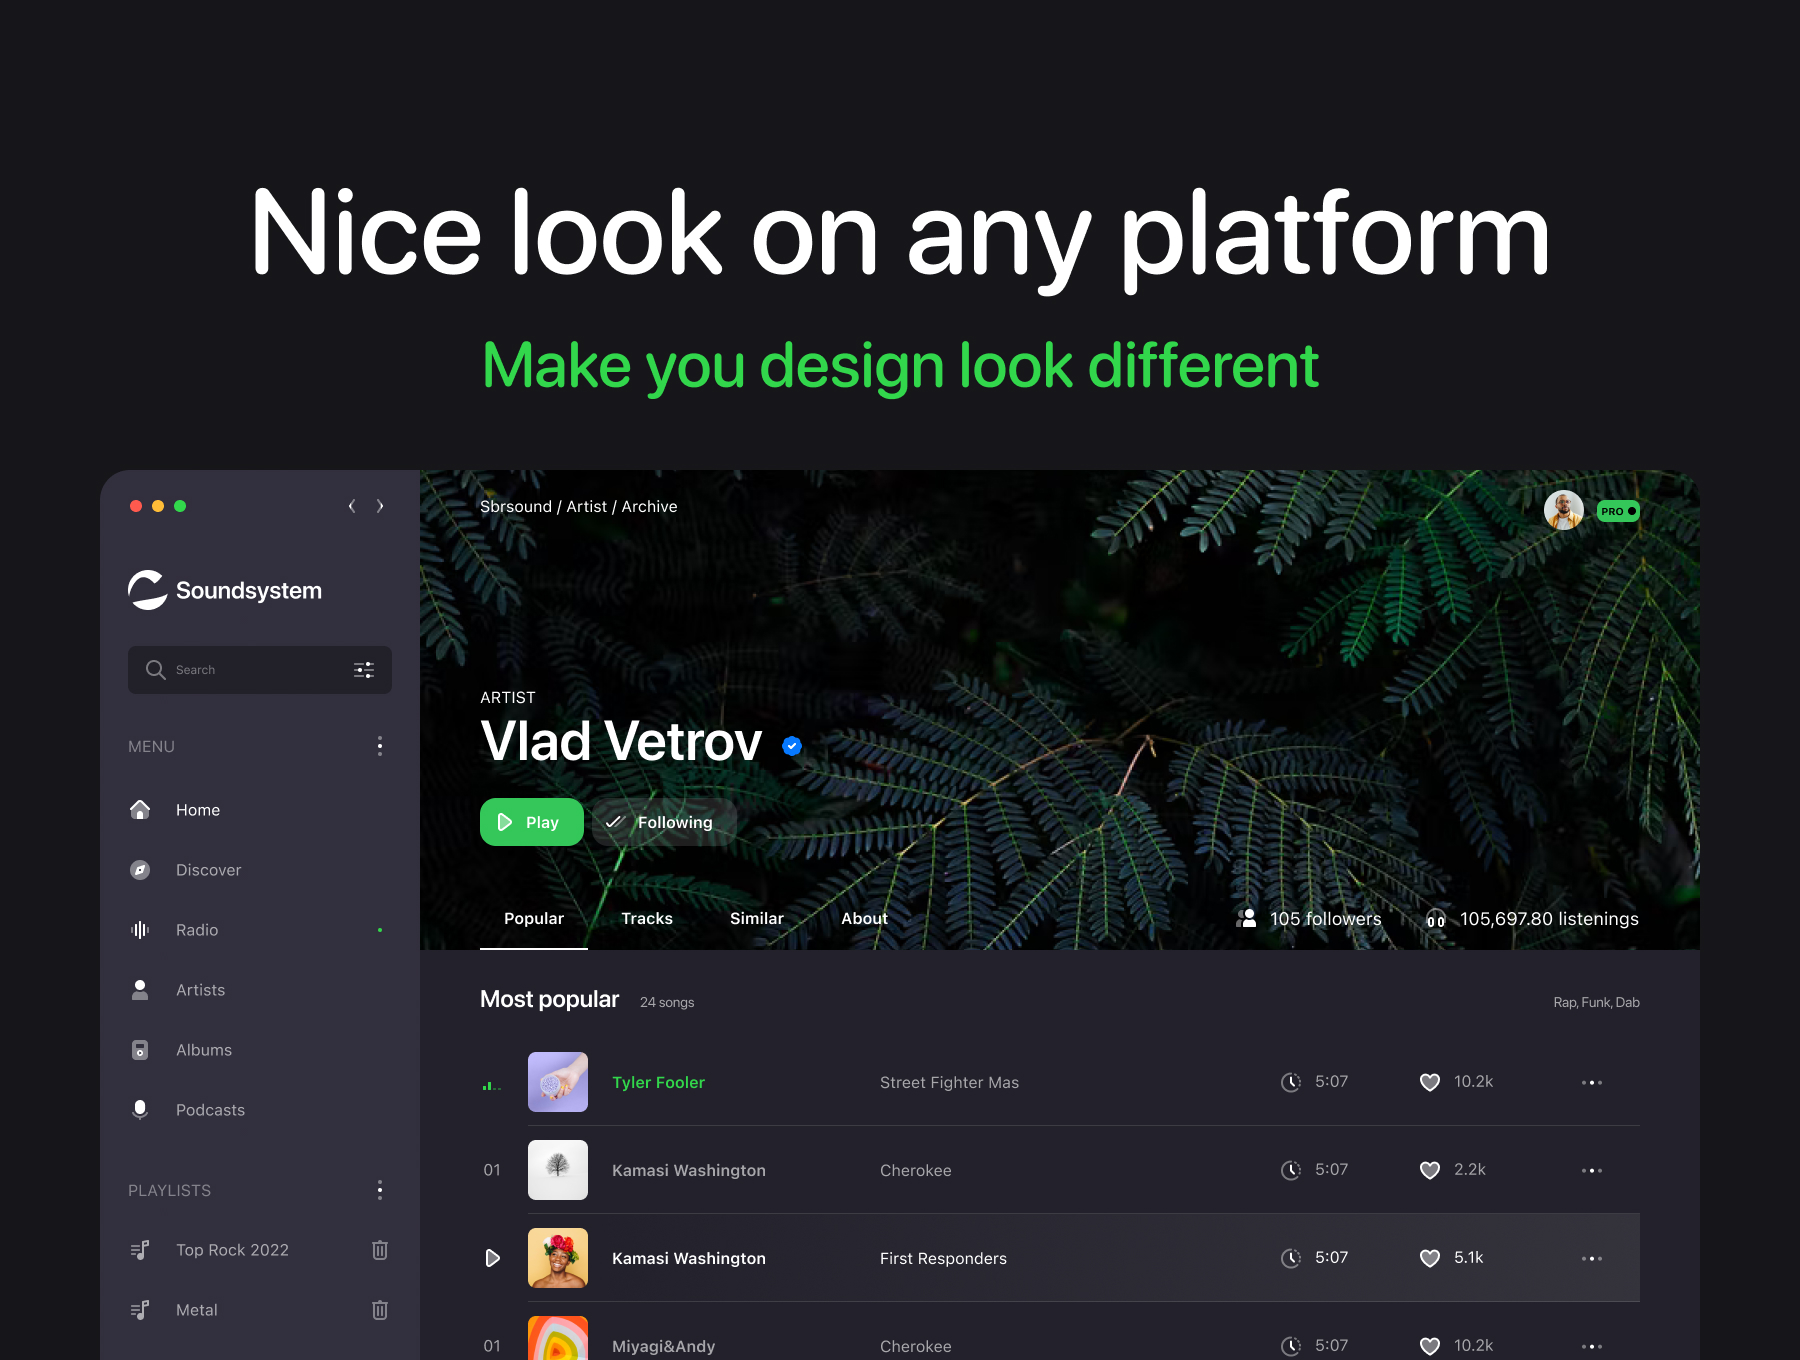 Nice look on any platform
Make you design look different
Sbrsound / Artist / Archive
PRO
Soundsystem
Search
MENU
Home
Discover
Radio
Artists
Albums
Podcasts
PLAYLISTS
Top Rock 2022
Metal
ARTIST
Vlad Vetrov
Play Following
Popular Tracks Similar About 105 followers 105,697.80 listenings
Most popular 24 songs Rap, Funk, Dab
Tyler Fooler Street Fighter Mas 5:07 10.2k
01 Kamasi Washington Cherokee 5:07 2.2k
Kamasi Washington First Responders 5:07 5.1k
01 Miyagi&Andy Cherokee 5:07 10.2k